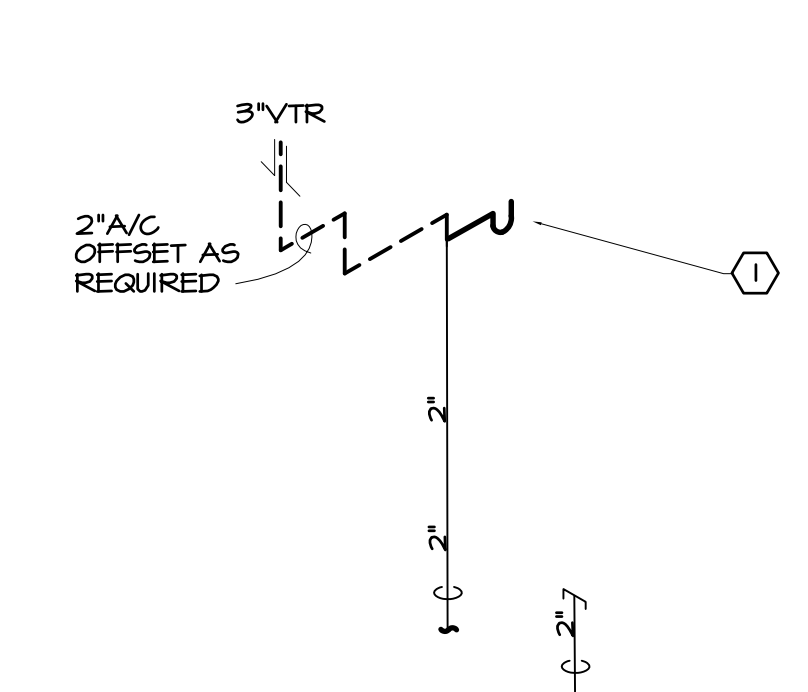 3"VTR
2"A/C
OFFSET AS
REQUIRED
1
2"
2"
2"